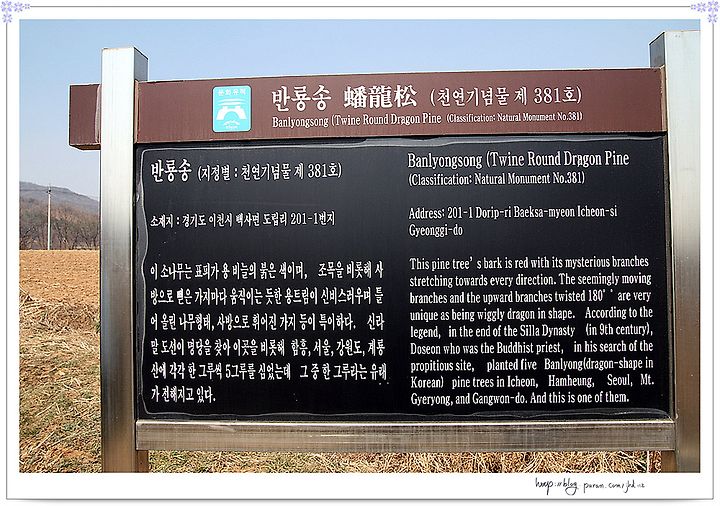 문화유적
반룡송 蟠龍松 (천연기념물 제 381호)
Banlyongsong (Twine Round Dragon Pine (Classification: Natural Monument No.381)
반룡송 (지정별 : 천연기념물 제 381호)
소재지 : 경기도 이천시 백사면 도립리 201-1번지
이 소나무는 표피가 용 비늘의 붉은 색이며, 조목을 비롯해 사
방으로 뻗은 가지마다 움직이는 듯한 용트림이 신비스러우며 틀
어 올린 나무형태, 사방으로 휘어진 가지 등이 특이하다. 신라
말 도선이 명당을 찾아 이곳을 비롯해 함흥, 서울, 강원도, 계룡
산에 각각 한 그루씩 5그루를 심었는데 그 중 한 그루라는 유래
가 전해지고 있다.
Banlyongsong (Twine Round Dragon Pine
(Classification: Natural Monument No.381)
Address: 201-1 Dorip-ri Baeksa-myeon Icheon-si
Gyeonggi-do
This pine tree's bark is red with its mysterious branches
stretching towards every direction. The seemingly moving
branches and the upward branches twisted 180°° are very
unique as being wiggly dragon in shape. According to the
legend, in the end of the Silla Dynasty (in 9th century),
Doseon who was the Buddhist priest, in his search of the
propitious site, planted five Banlyong(dragon-shape in
Korean) pine trees in Icheon, Hamheung, Seoul, Mt.
Gyeryong, and Gangwon-do. And this is one of them.
http://blog.paran.com/jhd-12